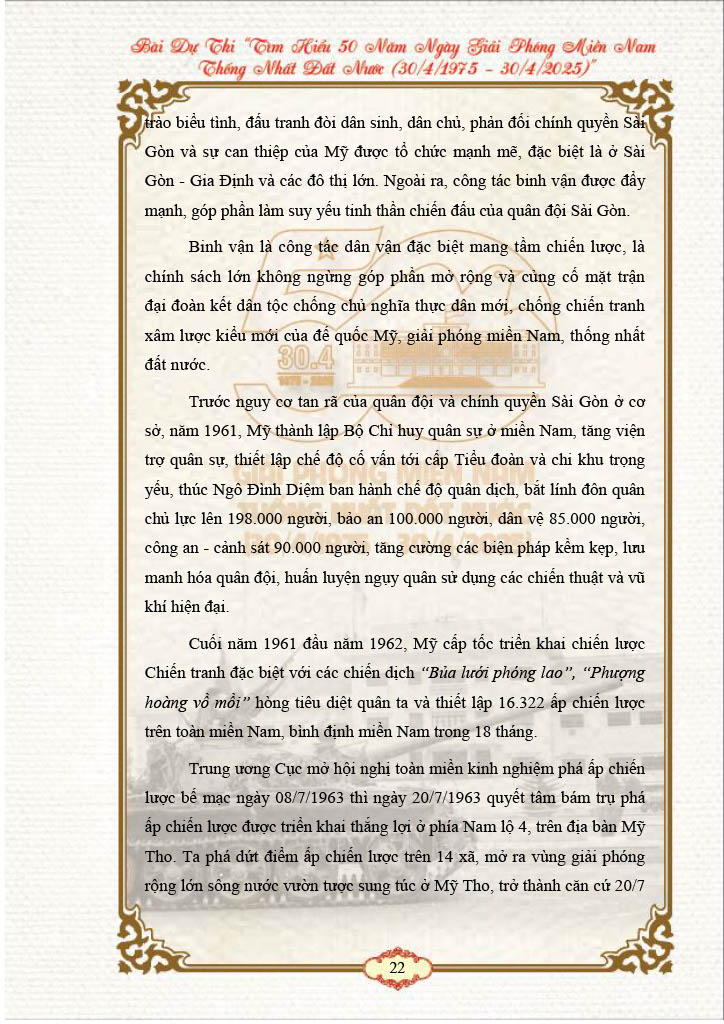 Bài Dự Thi "Tìm Hiểu 50 Năm Ngày Giải Phóng Miền Nam
Thống Nhất Đất Nước (30/4/1975 - 30/4/2025)"
trào biểu tình, đấu tranh đòi dân sinh, dân chủ, phản đối chính quyền Sài
Gòn và sự can thiệp của Mỹ được tổ chức mạnh mẽ, đặc biệt là ở Sài
Gòn - Gia Định và các đô thị lớn. Ngoài ra, công tác binh vận được đẩy
mạnh, góp phần làm suy yếu tinh thần chiến đấu của quân đội Sài Gòn.
Binh vận là công tác dân vận đặc biệt mang tầm chiến lược, là
chính sách lớn không ngừng góp phần mở rộng và củng cố mặt trận
đại đoàn kết dân tộc chống chủ nghĩa thực dân mới, chống chiến tranh
xâm lược kiểu mới của đế quốc Mỹ, giải phóng miền Nam, thống nhất
đất nước.
30.4
1975 - 2025
Trước nguy cơ tan rã của quân đội và chính quyền Sài Gòn ở cơ
sở, năm 1961, Mỹ thành lập Bộ Chỉ huy quân sự ở miền Nam, tăng viện
trợ quân sự, thiết lập chế độ cố vấn tới cấp Tiểu đoàn và chi khu trọng
yếu, thúc Ngô Đình Diệm ban hành chế độ quân dịch, bắt lính đôn quân
chủ lực lên 198.000 người, bảo an 100.000 người, dân vệ 85.000 người,
công an - cảnh sát 90.000 người, tăng cường các biện pháp kềm kẹp, lưu
manh hóa quân đội, huấn luyện ngụy quân sử dụng các chiến thuật và vũ
khí hiện đại.
GIẢI PHÓNG MIỀN NAM
THỐNG NHẤT ĐẤT NƯỚC
(30/4/1975 - 30/4/2025)
Cuối năm 1961 đầu năm 1962, Mỹ cấp tốc triển khai chiến lược
Chiến tranh đặc biệt với các chiến dịch "Bủa lưới phóng lao", "Phượng
hoàng vồ mồi" hòng tiêu diệt quân ta và thiết lập 16.322 ấp chiến lược
trên toàn miền Nam, bình định miền Nam trong 18 tháng.
Trung ương Cục mở hội nghị toàn miền kinh nghiệm phá ấp chiến
lược bế mạc ngày 08/7/1963 thì ngày 20/7/1963 quyết tâm bám trụ phá
ấp chiến lược được triển khai thắng lợi ở phía Nam lộ 4, trên địa bàn Mỹ
Tho. Ta phá dứt điểm ấp chiến lược trên 14 xã, mở ra vùng giải phóng
rộng lớn sông nước vườn tược sung túc ở Mỹ Tho, trở thành căn cứ 20/7
22